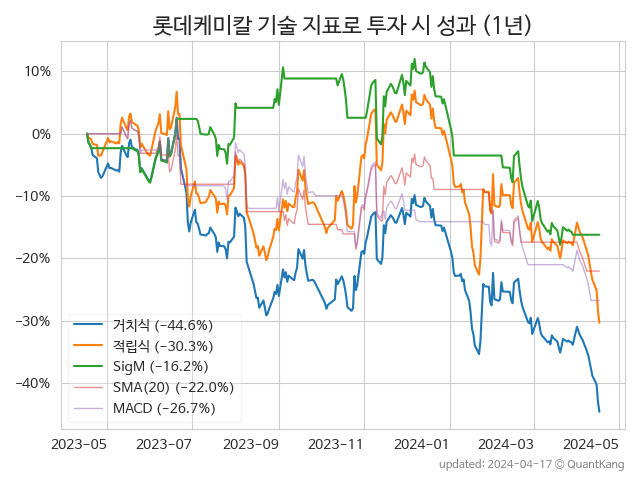 롯데케미칼 기술 지표로 투자 시 성과 (1년)
10%
0%
−10%
−20%
−30%
−40%
거치식 (−44.6%)
적립식 (−30.3%)
SigM (−16.2%)
SMA(20) (−22.0%)
MACD (−26.7%)
2023−05 2023−07 2023−09 2023−11 2024−01 2024−03 2024−05
updated: 2024−04−17 ⓒ QuantKang